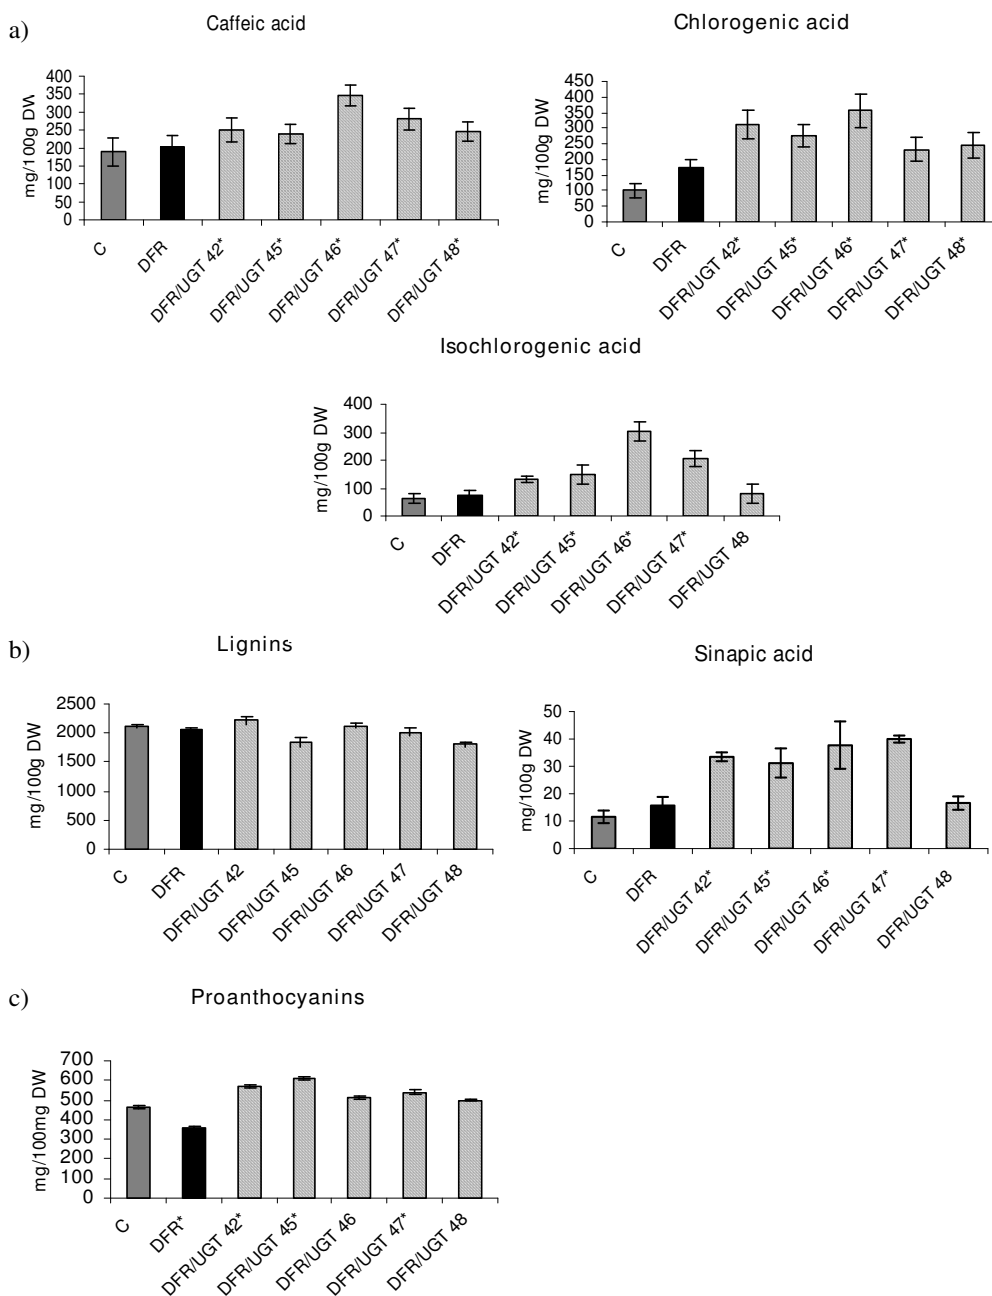 a)
Caffeic acid
mg/100g DW
400
350
300
250
200
150
100
50
0
C
DFR
DFR/UGT 42*
DFR/UGT 45*
DFR/UGT 46*
DFR/UGT 47*
DFR/UGT 48*
Chlorogenic acid
mg/100g DW
450
400
350
300
250
200
150
100
50
0
C
DFR
DFR/UGT 42*
DFR/UGT 45*
DFR/UGT 46*
DFR/UGT 47*
DFR/UGT 48*
Isochlorogenic acid
mg/100g DW
400
300
200
100
0
C
DFR
DFR/UGT 42*
DFR/UGT 45*
DFR/UGT 46*
DFR/UGT 47*
DFR/UGT 48
b)
Lignins
mg/100g DW
2500
2000
1500
1000
500
0
C
DFR
DFR/UGT 42
DFR/UGT 45
DFR/UGT 46
DFR/UGT 47
DFR/UGT 48
Sinapic acid
mg/100g DW
50
40
30
20
10
0
C
DFR
DFR/UGT 42*
DFR/UGT 45*
DFR/UGT 46*
DFR/UGT 47*
DFR/UGT 48
c)
Proanthocyanins
mg/100mg DW
700
600
500
400
300
200
100
0
C
DFR*
DFR/UGT 42*
DFR/UGT 45*
DFR/UGT 46
DFR/UGT 47*
DFR/UGT 48